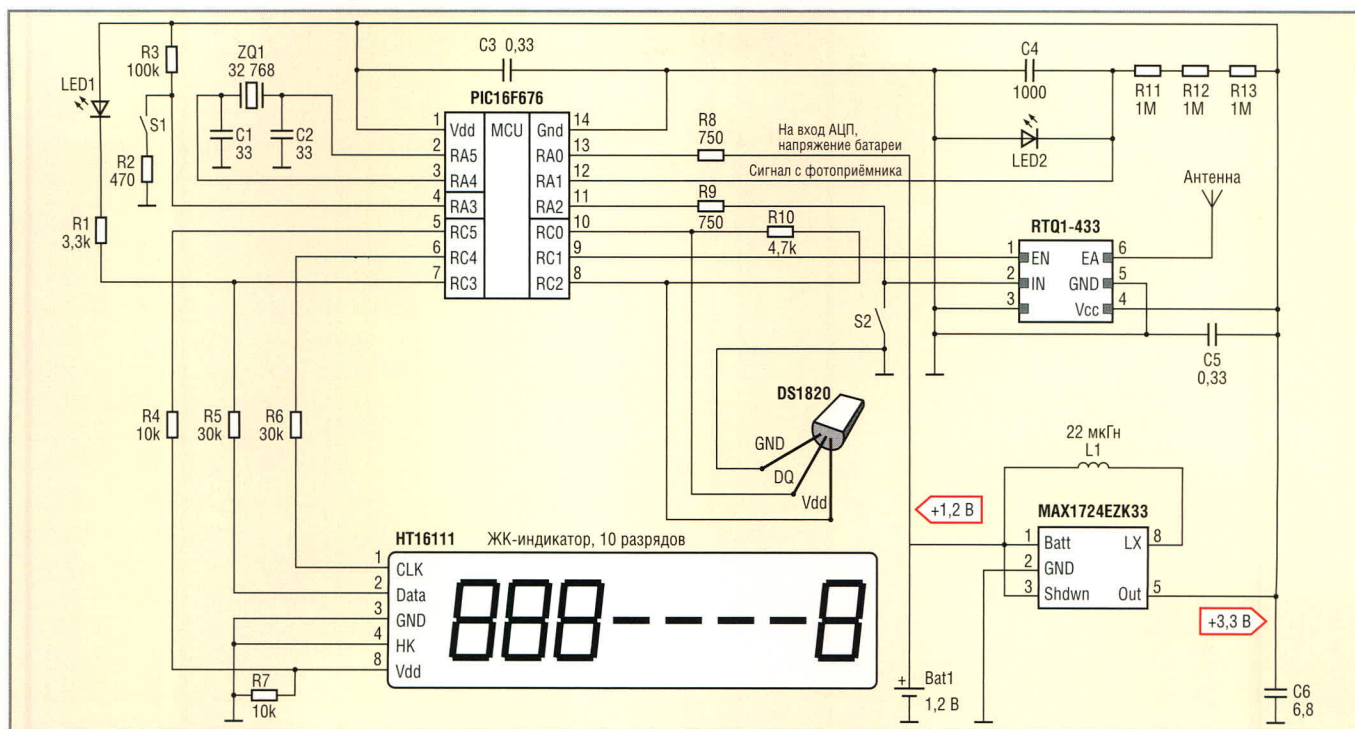 C3 0,33
C4
1000
R3
100k
ZQ1
32 768
LED1
S1
C1
33
C2
33
R2
470
R1
3,3k
PIC16F676
MCU
1
Vdd
2
RA5
3
RA4
4
RA3
5
RC5
6
RC4
7
RC3
Gnd
14
RA0
13
RA1
12
RA2
11
RC0
10
RC1
9
RC2
8
R8
750
На вход АЦП,
напряжение батареи
Сигнал с фотоприёмника
R9
750
R10
4,7k
R11
1M
R12
1M
R13
1M
LED2
Антенна
RTQ1-433
1
EN
2
IN
3
EA
6
GND
5
Vcc
4
C5
0,33
S2
DS1820
GND
DQ
Vdd
R4
10k
R5
30k
R6
30k
22 мкГн
L1
+1,2 В
MAX1724EZK33
1
Batt
2
GND
3
Shdwn
LX
8
Out
5
+3,3 В
HT16111
ЖК-индикатор, 10 разрядов
1
CLK
2
Data
3
GND
4
HK
8
Vdd
R7
10k
+
Bat1
1,2 В
C6
6,8